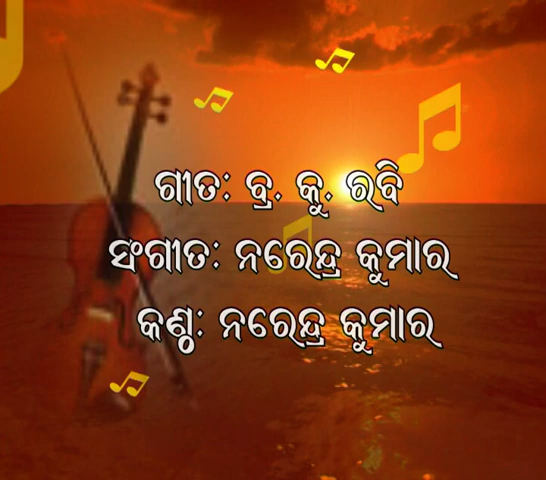 ଗୀତ: ବ୍ର. କୁ. ରବି
ସଂଗୀତ: ନରେନ୍ଦ୍ର କୁମାର
କଣ୍ଠ: ନରେନ୍ଦ୍ର କୁମାର